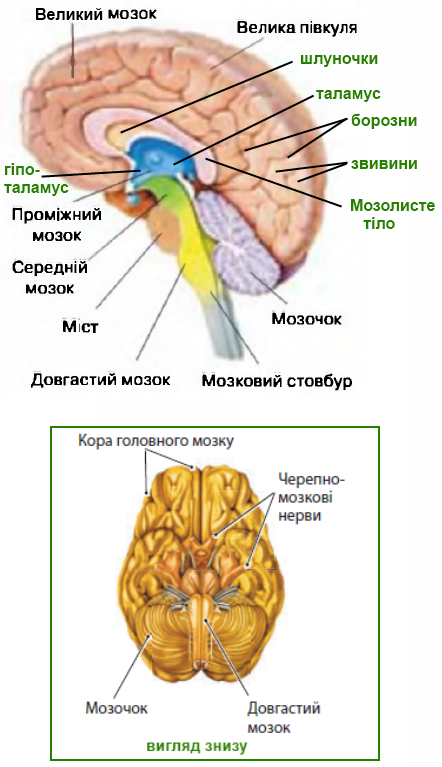 Великий мозок
Велика півкуля
шлуночки
таламус
борозни
звивини
гіпо-
таламус
Мозолисте
тіло
Проміжний
мозок
Середній
мозок
Міст
Мозочок
Довгастий мозок
Мозковий стовбур
Кора головного мозку
Черепно-
мозкові
нерви
Мозочок
Довгастий
мозок
вигляд знизу